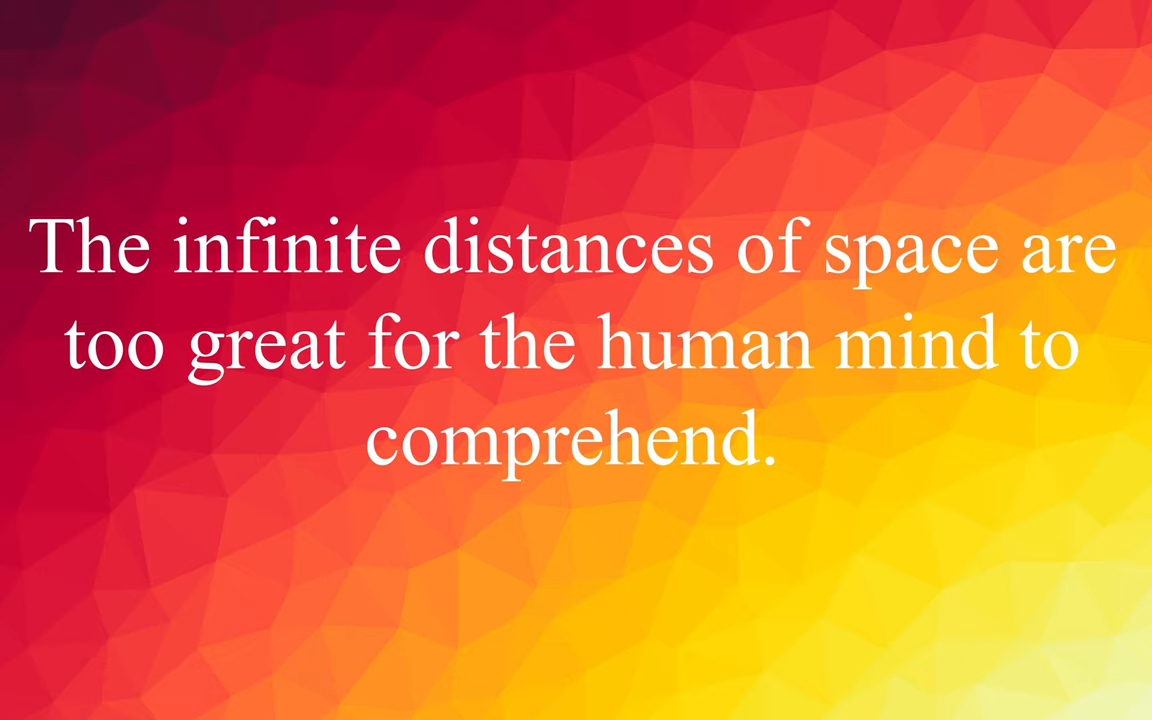 The infinite distances of space are
too great for the human mind to
comprehend.